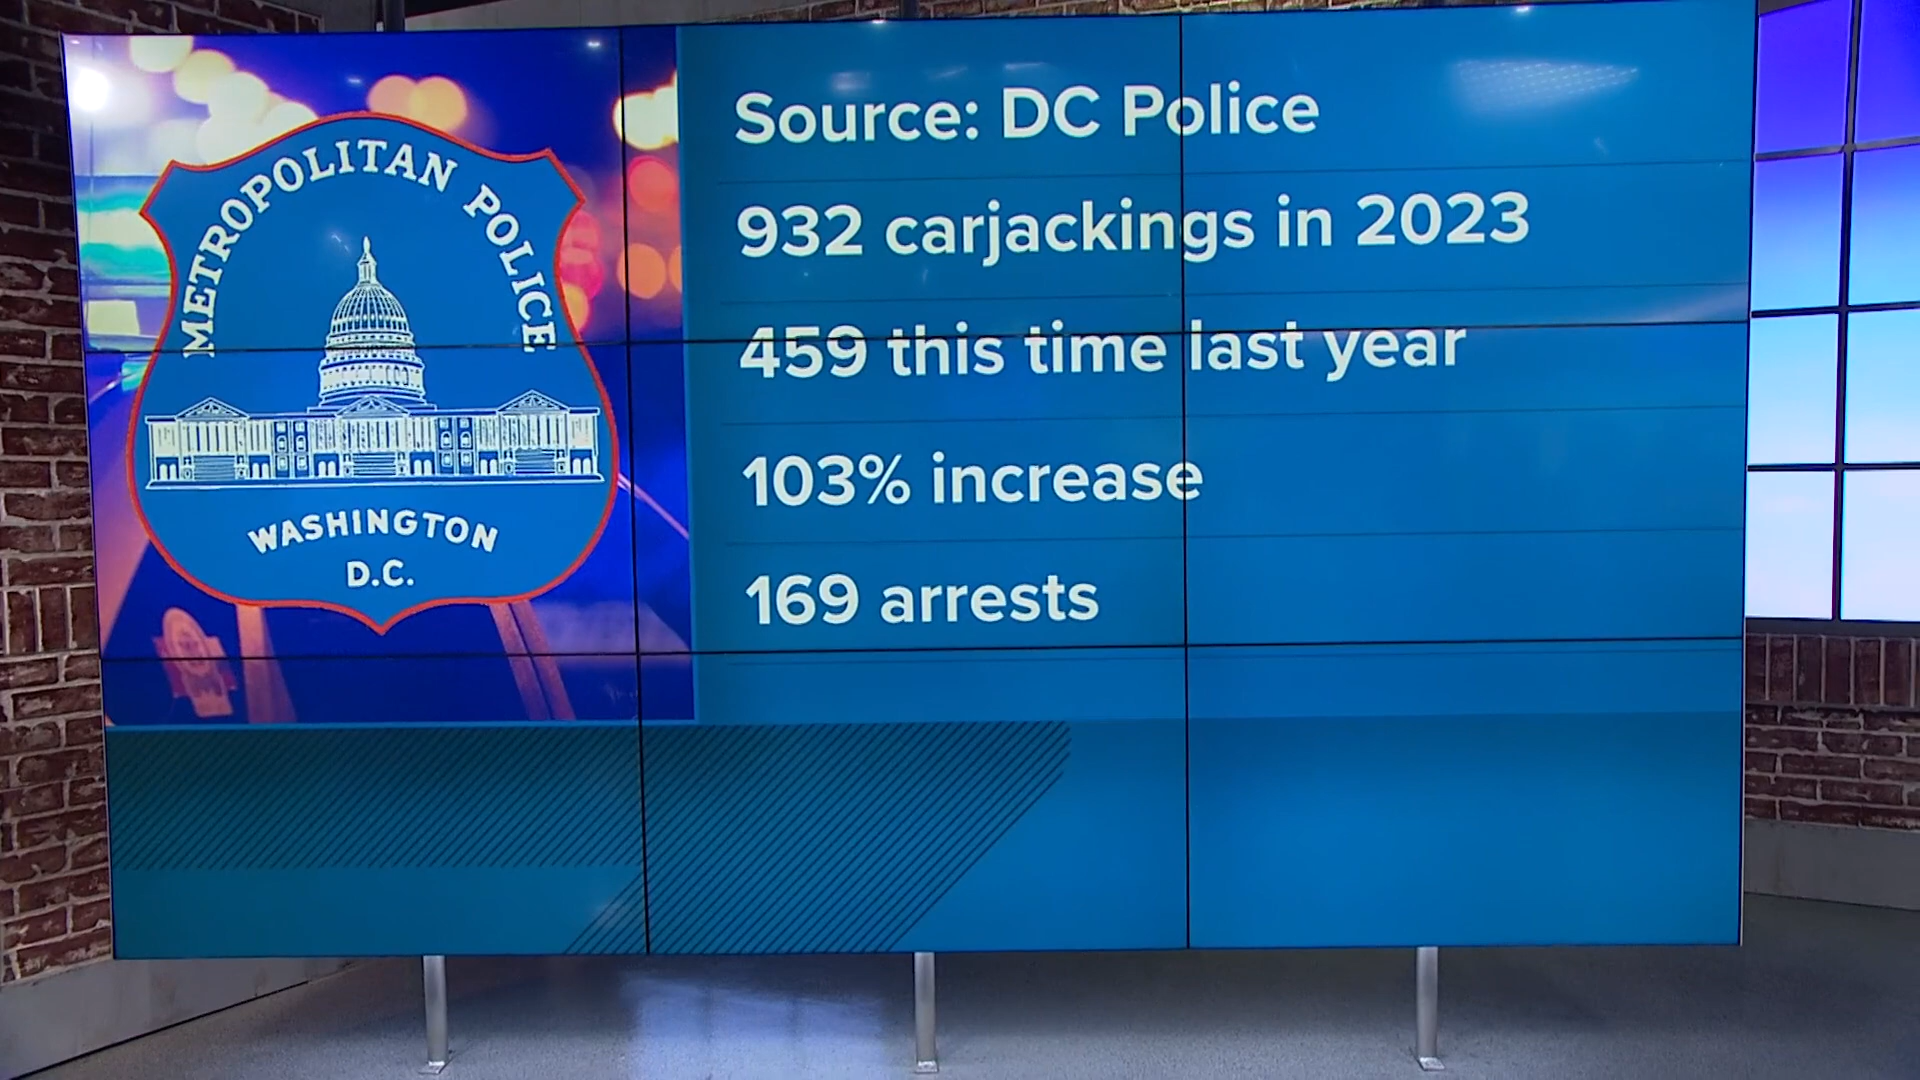 METROPOLITAN POLICE
WASHINGTON
D.C.
Source: DC Police
932 carjackings in 2023
459 this time last year
103% increase
169 arrests